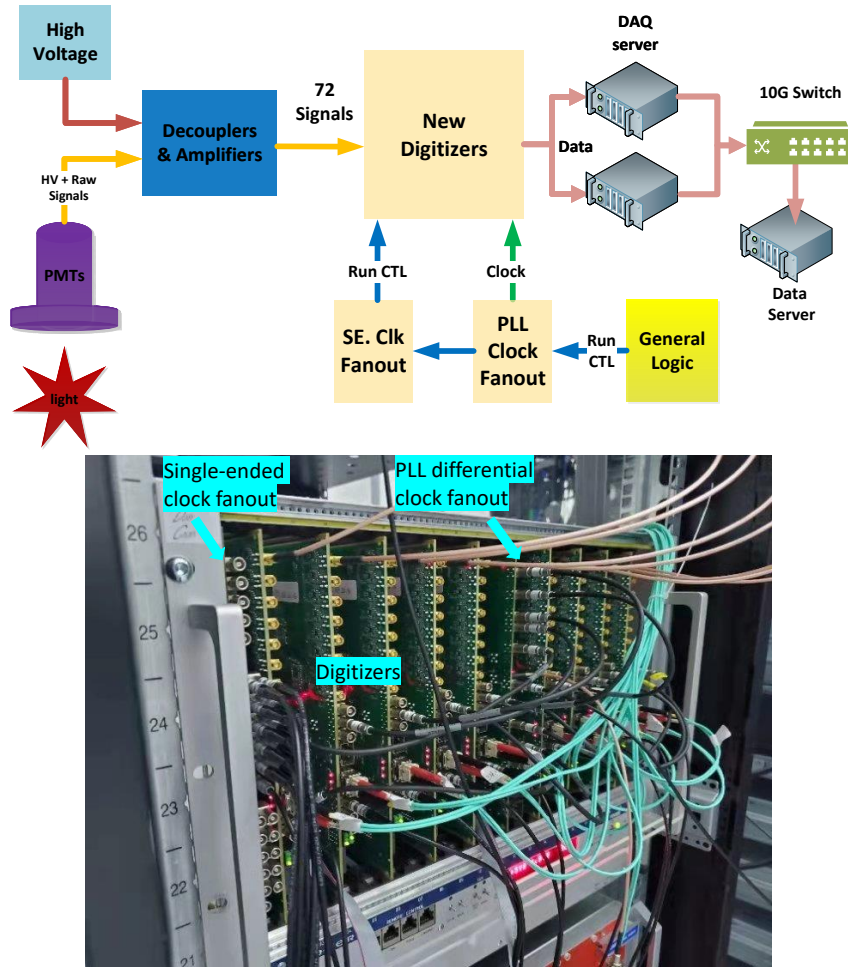 High
Voltage
Decouplers
& Amplifiers
72
Signals
New
Digitizers
DAQ
server
Data
10G Switch
HV + Raw
Signals
PMTs
light
Run CTL
Clock
SE. Clk
Fanout
PLL
Clock
Fanout
Run
CTL
General
Logic
Data
Server
Single-ended
clock fanout
PLL differential
clock fanout
Digitizers
26
25
24
23
22
21